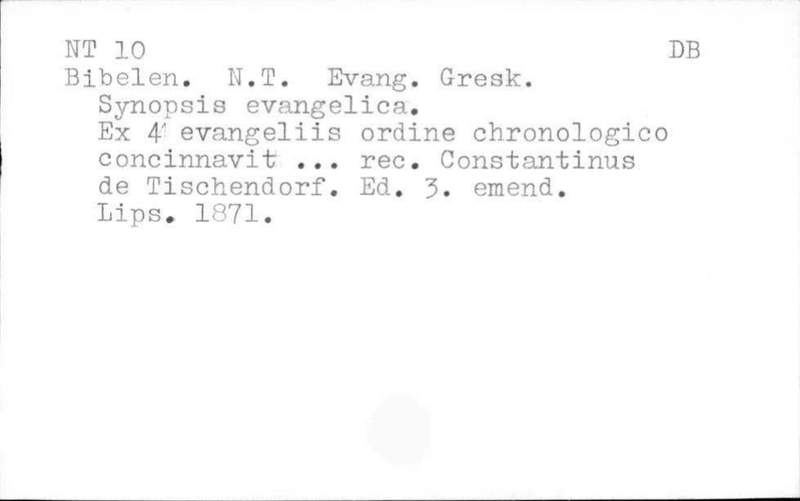 NT 10 DB
Bibelen. N.T. Evang. Gresk.
Synopsis evangelica.
Ex 4 evangeliis ordine chronologico
concinnavit ... rec. Constantinus
de Tischendorf. Ed. 3. emend.
Lips. 1871.